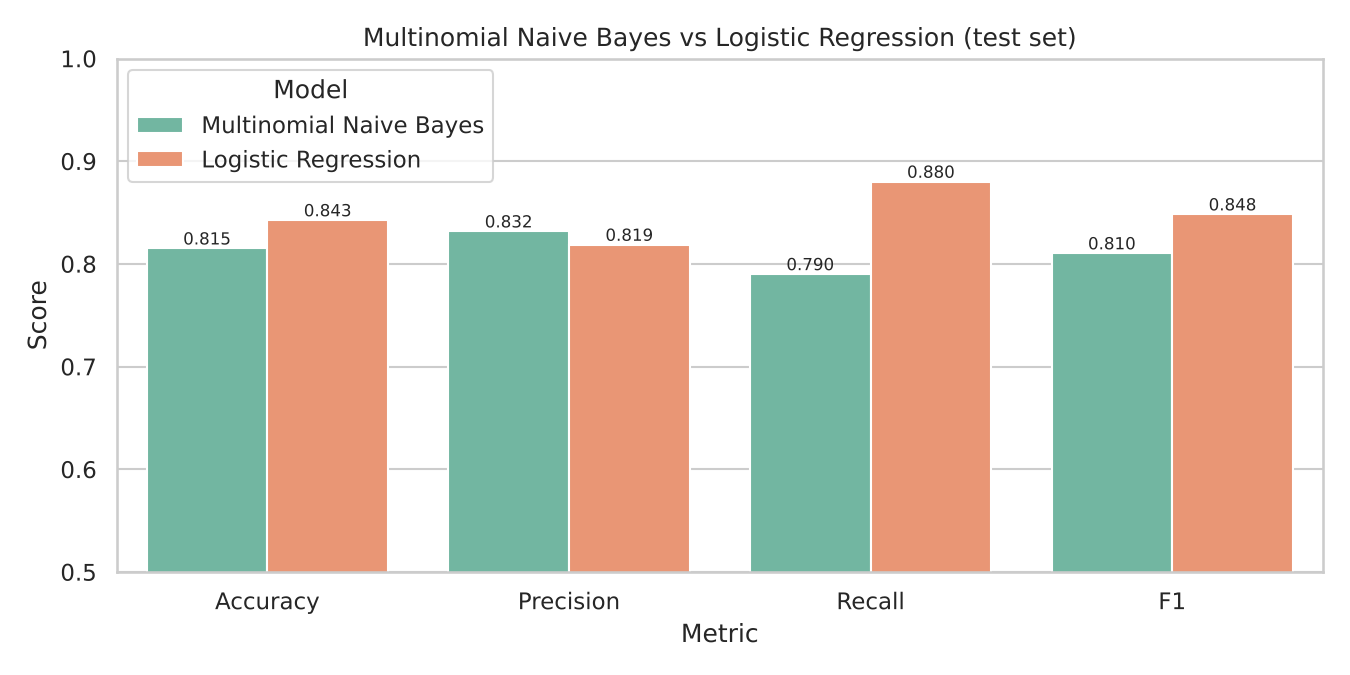 Multinomial Naive Bayes vs Logistic Regression (test set)
Model
Multinomial Naive Bayes
Logistic Regression
Score
1.0
0.9
0.8
0.7
0.6
0.5
0.815
0.843
0.832
0.819
0.790
0.880
0.810
0.848
Accuracy Precision Recall F1
Metric